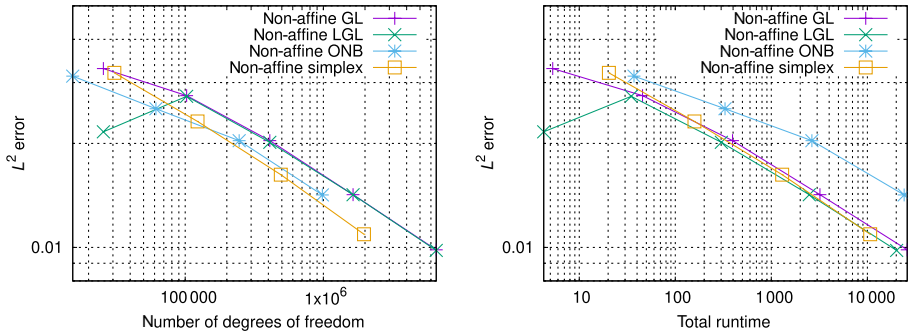 Non-affine GL
Non-affine LGL
Non-affine ONB
Non-affine simplex
L² error
0.01
100 000
1x10⁶
Number of degrees of freedom
Non-affine GL
Non-affine LGL
Non-affine ONB
Non-affine simplex
L² error
0.01
10
100
1000
10 000
Total runtime